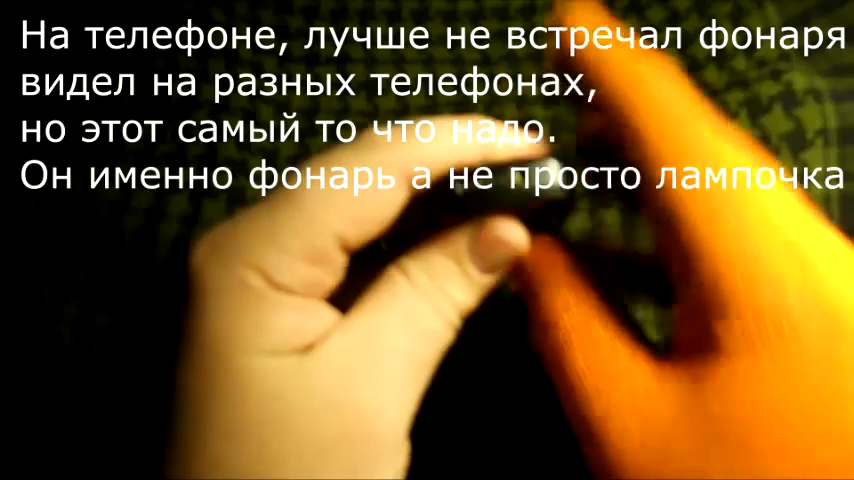 На телефоне, лучше не встречал фонаря
видел на разных телефонах,
но этот самый то что надо.
Он именно фонарь а не просто лампочка